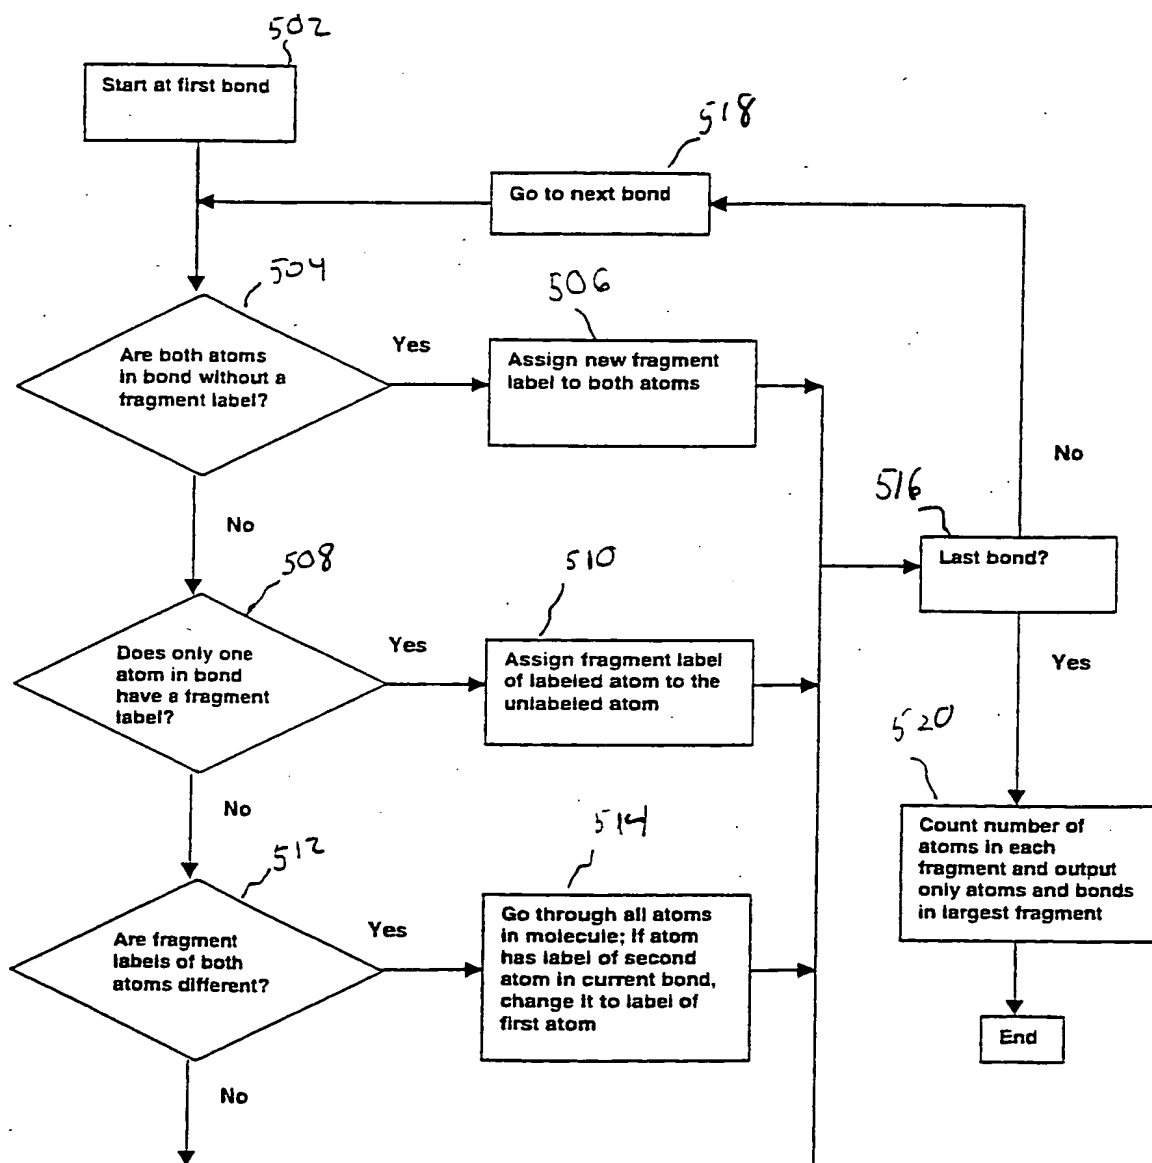 502
Start at first bond
518
Go to next bond
504
Are both atoms
in bond without a
fragment label?
Yes
506
Assign new fragment
label to both atoms
No
516
Last bond?
No
508
Does only one
atom in bond
have a fragment
label?
Yes
510
Assign fragment label
of labeled atom to the
unlabeled atom
Yes
520
Count number of
atoms in each
fragment and output
only atoms and bonds
in largest fragment
No
512
Are fragment
labels of both
atoms different?
Yes
514
Go through all atoms
in molecule; if atom
has label of second
atom in current bond,
change it to label of
first atom
End
No